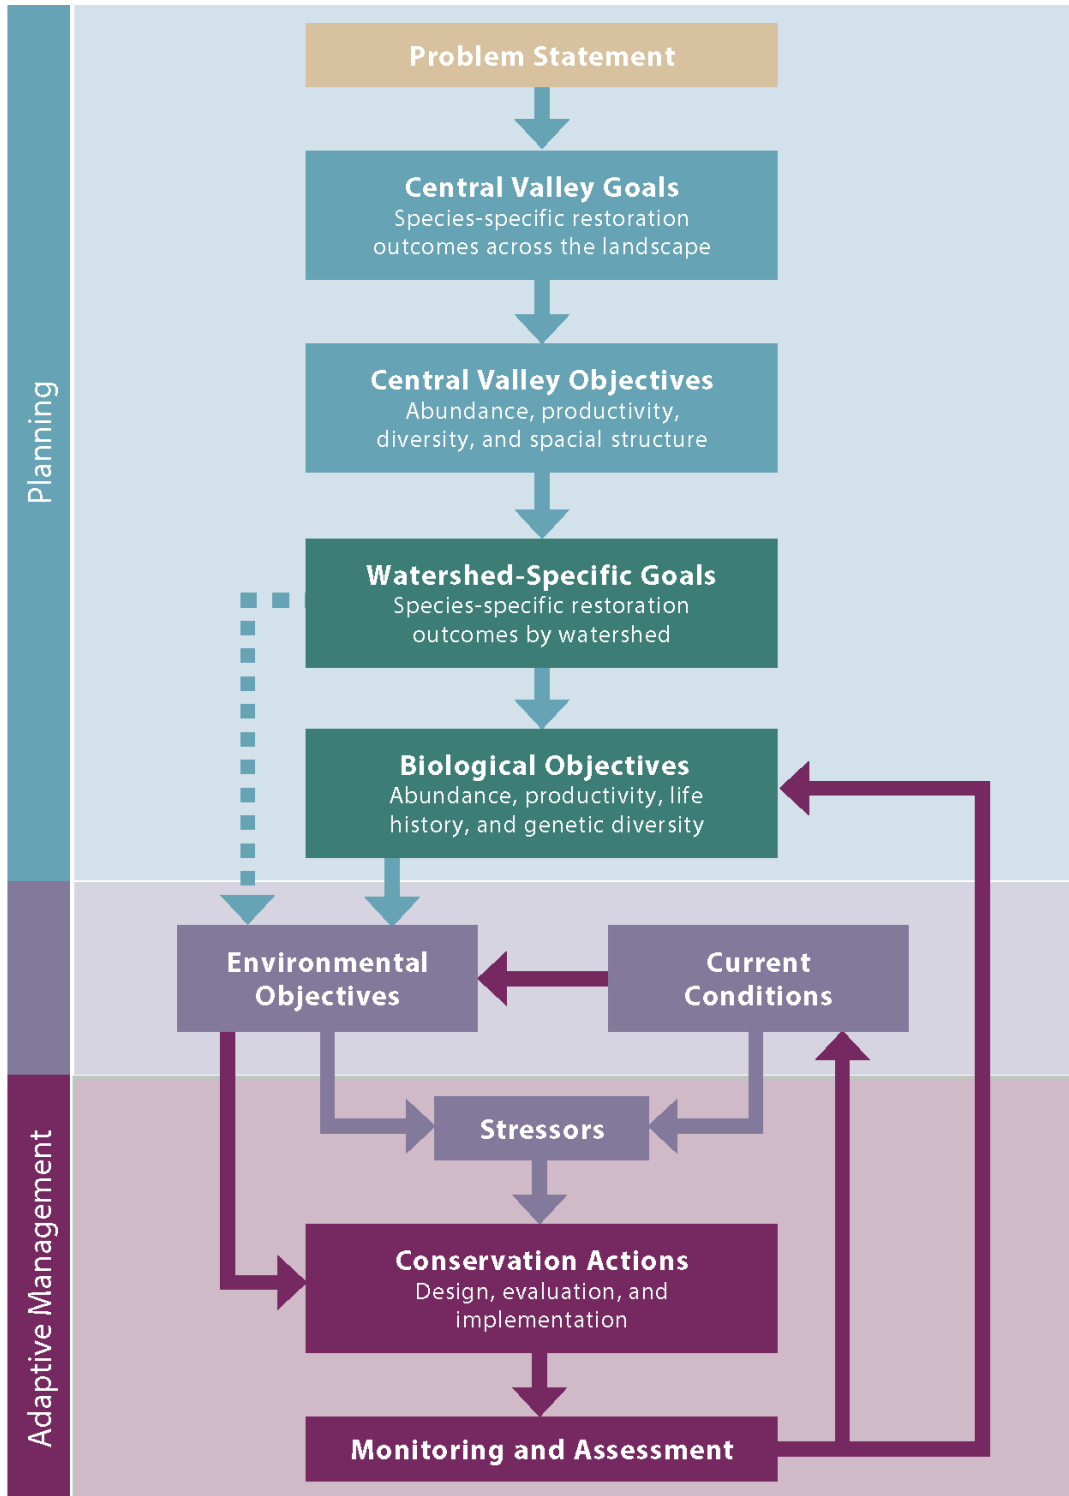 Planning
Adaptive Management
Problem Statement
Central Valley Goals
Species-specific restoration
outcomes across the landscape
Central Valley Objectives
Abundance, productivity,
diversity, and spacial structure
Watershed-Specific Goals
Species-specific restoration
outcomes by watershed
Biological Objectives
Abundance, productivity, life
history, and genetic diversity
Environmental
Objectives
Current
Conditions
Stressors
Conservation Actions
Design, evaluation, and
implementation
Monitoring and Assessment